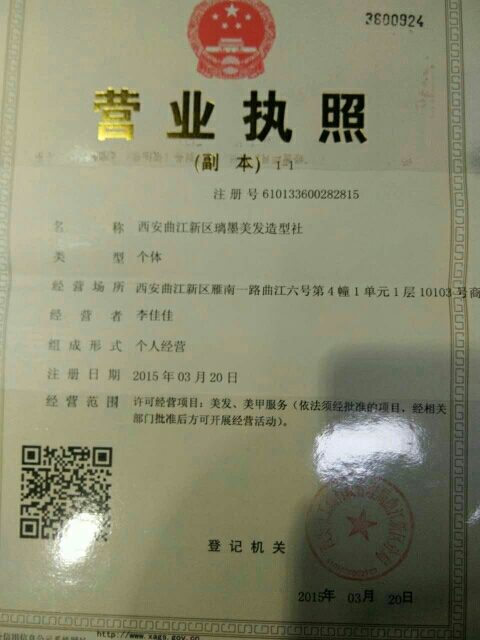 3800924
营业执照
(副 本) 1-1
注 册 号 610133600282815
名 称 西安曲江新区璃墨美发造型社
类 型 个体
经 营 场 所 西安曲江新区雁南一路曲江六号第4幢1单元1层10103号商
经 营 者 李佳佳
组 成 形 式 个人经营
注 册 日 期 2015年03月20日
经 营 范 围 许可经营项目：美发、美甲服务（依法须经批准的项目，经相关
部门批准后方可开展经营活动）。
登 记 机 关
2015年 03月 20日
http://www.xags.gov.cn